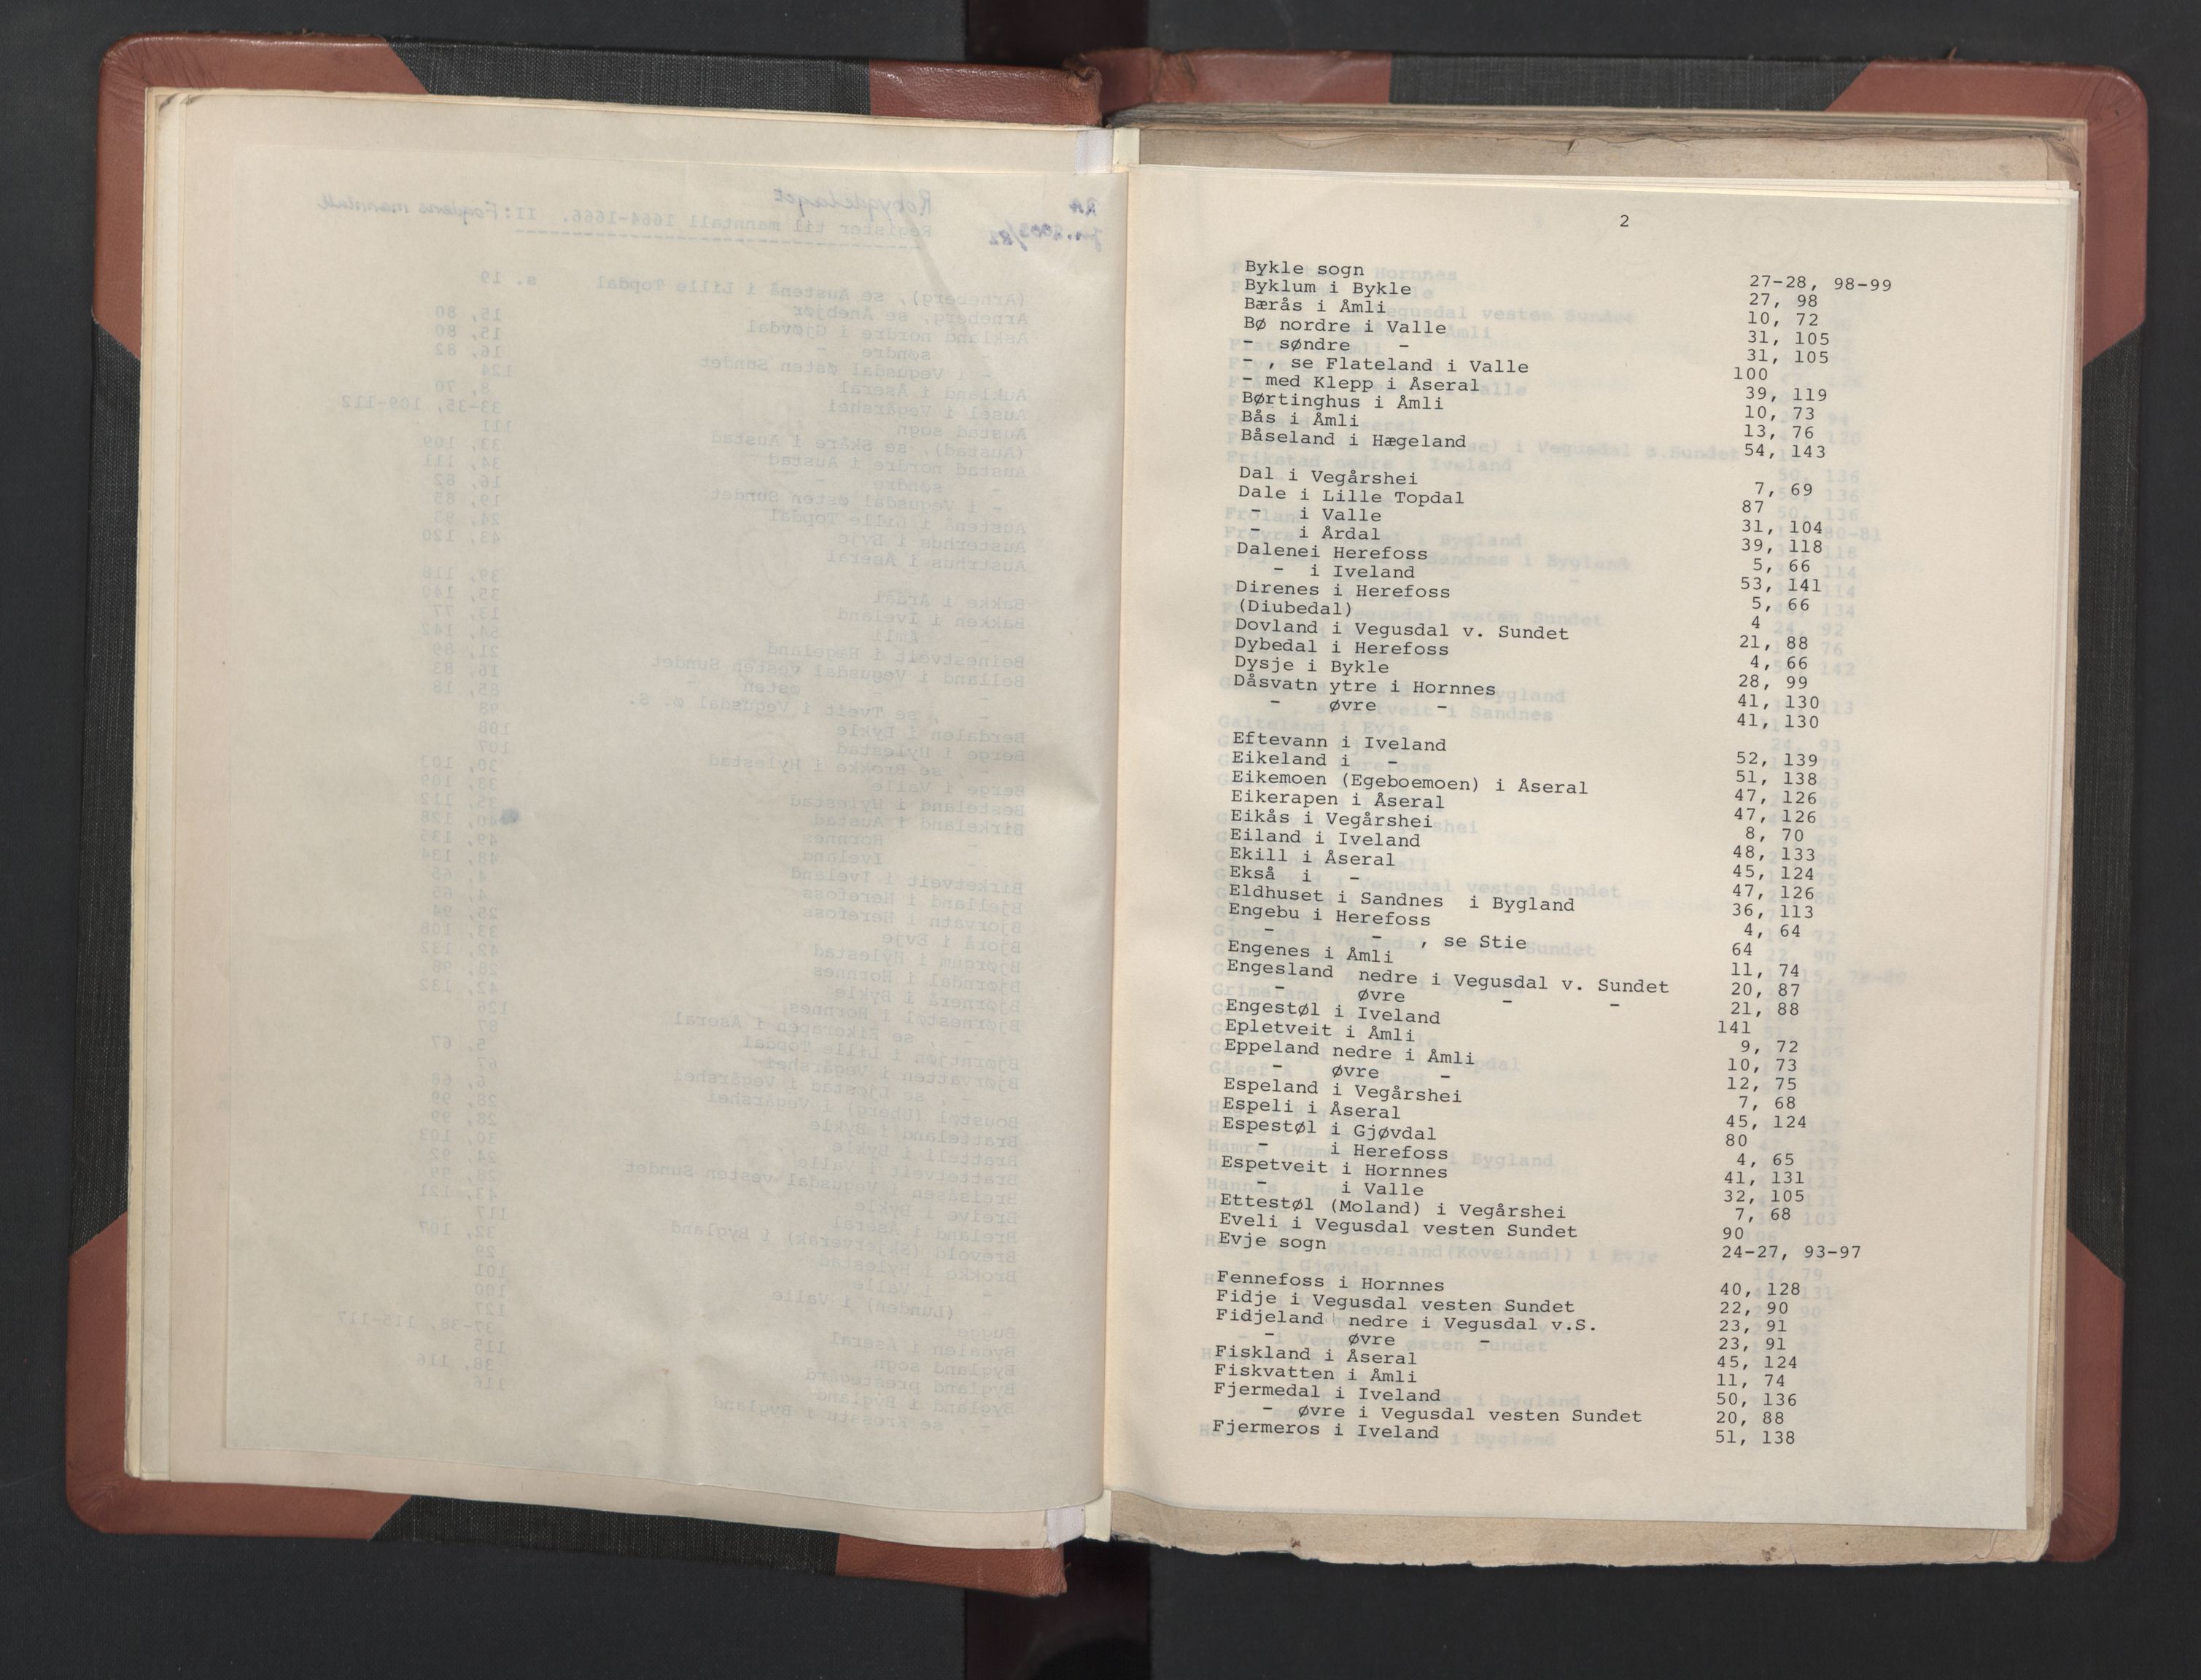 2
Bykle sogn 27-28, 98-99
Byklum i Bykle 27, 98
Bærås i Åmli 10, 72
Bø nordre i Valle 31, 105
- søndre - 31, 105
- , se Flateland i Valle 100
- med Klepp i Åseral 39, 119
Børtinghus i Åmli 10, 73
Bås i Åmli 13, 76
Båseland i Hægeland 54, 143
Dal i Vegårshei 7, 69
Dale i Lille Topdal 87
- i Valle 31, 104
- i Årdal 39, 118
Dalenei Herefoss 5, 66
- i Iveland 53, 141
Direnes i Herefoss 5, 66
(Diubedal) 4
Dovland i Vegusdal v. Sundet 21, 88
Dybedal i Herefoss 4, 66
Dysje i Bykle 28, 99
Dåsvatn ytre i Hornnes 41, 130
- øvre - 41, 130
Eftevann i Iveland 52, 139
Eikeland i - 51, 138
Eikemoen (Egeboemoen) i Åseral 47, 126
Eikerapen i Åseral 47, 126
Eikås i Vegårshei 8, 70
Eiland i Iveland 48, 133
Ekill i Åseral 45, 124
Ekså i - 47, 126
Eldhuset i Sandnes i Bygland 36, 113
Engebu i Herefoss 4, 64
- - , se Stie 64
Engenes i Åmli 11, 74
Engesland nedre i Vegusdal v. Sundet 20, 87
- øvre - - 21, 88
Engestøl i Iveland 141
Epletveit i Åmli 9, 72
Eppeland nedre i Åmli 10, 73
- øvre - 12, 75
Espeland i Vegårshei 7, 68
Espeli i Åseral 45, 124
Espestøl i Gjøvdal 80
- i Herefoss 4, 65
Espetveit i Hornnes 41, 131
- i Valle 32, 105
Ettestøl (Moland) i Vegårshei 7, 68
Eveli i Vegusdal vesten Sundet 90
Evje sogn 24-27, 93-97
Fennefoss i Hornnes 40, 128
Fidje i Vegusdal vesten Sundet 22, 90
Fidjeland nedre i Vegusdal v.S. 23, 91
- øvre - 23, 91
Fiskland i Åseral 45, 124
Fiskvatten i Åmli 11, 74
Fjermedal i Iveland 50, 136
- øvre i Vegusdal vesten Sundet 20, 88
Fjermeros i Iveland 51, 138